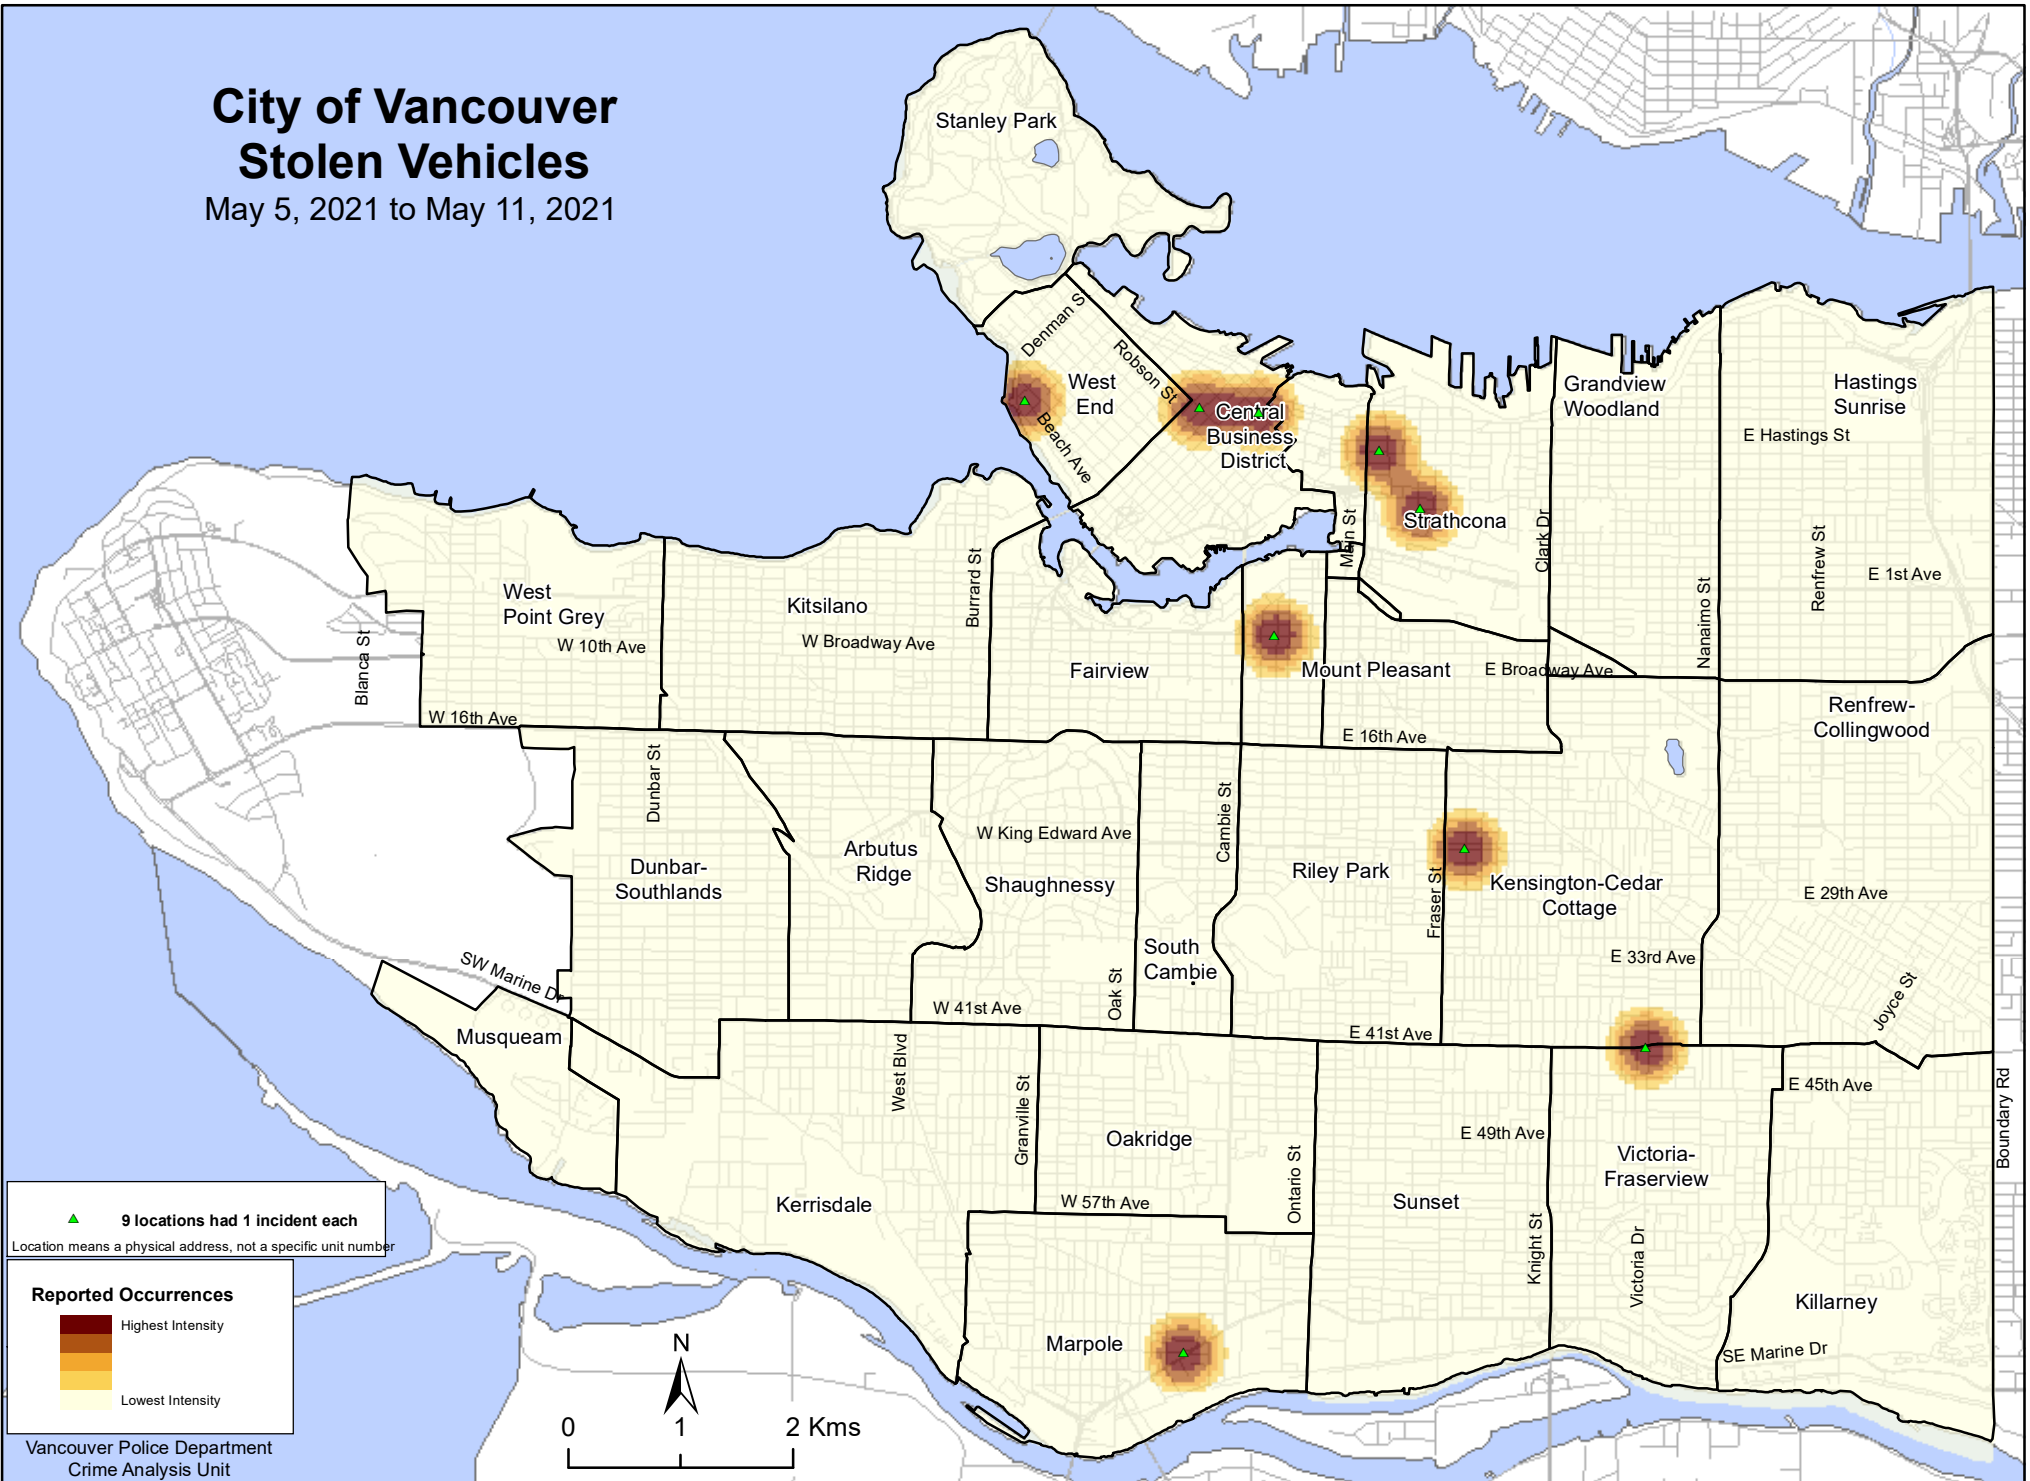 City of Vancouver
Stolen Vehicles
May 5, 2021 to May 11, 2021
Stanley Park
Denman S
Robson St
West
End
Beach Ave
Central
Business
District
Grandview
Woodland
Hastings
Sunrise
E Hastings St
Strathcona
Main St
Clark Dr
Nanaimo St
Renfrew St
E 1st Ave
West
Point Grey
W 10th Ave
Blanca St
Kitsilano
W Broadway Ave
Burrard St
Fairview
Mount Pleasant
E Broadway Ave
W 16th Ave
E 16th Ave
Renfrew-
Collingwood
Dunbar St
Dunbar-
Southlands
Arbutus
Ridge
W King Edward Ave
Shaughnessy
Cambie St
Riley Park
Fraser St
Kensington-Cedar
Cottage
E 29th Ave
South
Cambie
E 33rd Ave
SW Marine Dr
Oak St
Joyce St
W 41st Ave
E 41st Ave
Musqueam
West Blvd
Granville St
E 45th Ave
Boundary Rd
Oakridge
E 49th Ave
Ontario St
Victoria-
Fraserview
Kerrisdale
W 57th Ave
Sunset
Knight St
Victoria Dr
Killarney
Marpole
SE Marine Dr
9 locations had 1 incident each
Location means a physical address, not a specific unit number
Reported Occurrences
Highest Intensity
Lowest Intensity
Vancouver Police Department
Crime Analysis Unit
N
0 1 2 Kms